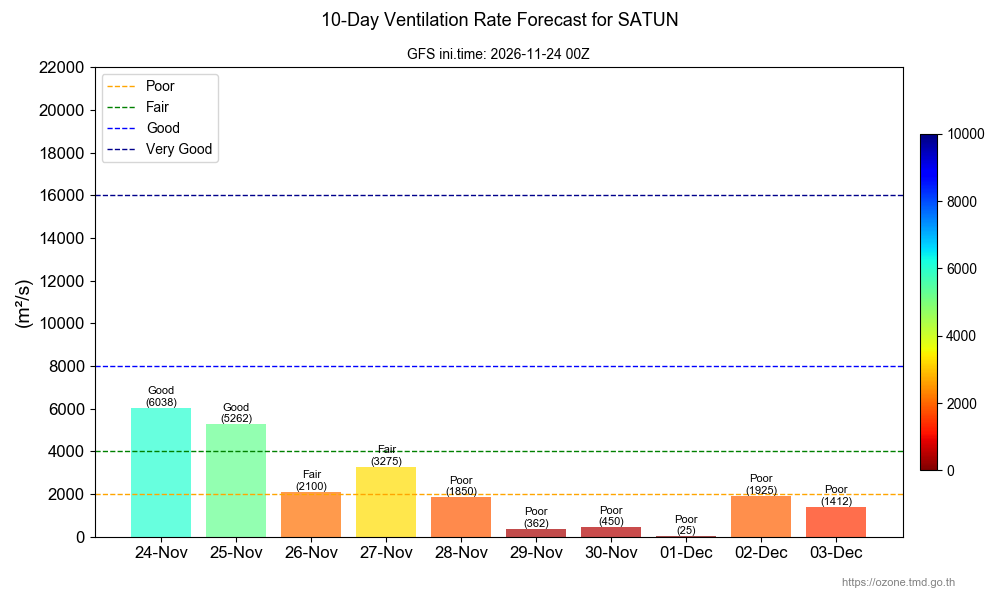 10-Day Ventilation Rate Forecast for SATUN
GFS ini.time: 2026-11-24 00Z
22000
20000
18000
16000
14000
12000
10000
8000
6000
4000
2000
0
(m²/s)
Poor
Fair
Good
Very Good
Good
(6038)
Good
(5262)
Fair
(2100)
Fair
(3275)
Poor
(1850)
Poor
(362)
Poor
(450)
Poor
(25)
Poor
(1925)
Poor
(1412)
24-Nov
25-Nov
26-Nov
27-Nov
28-Nov
29-Nov
30-Nov
01-Dec
02-Dec
03-Dec
10000
8000
6000
4000
2000
0
https://ozone.tmd.go.th